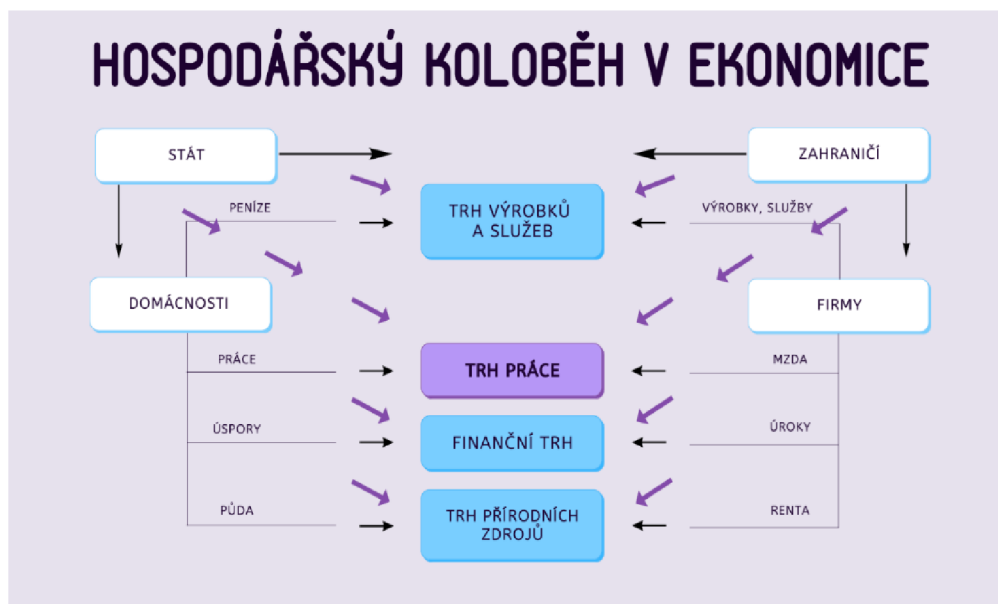 HOSPODÁŘSKÝ KOLOBĚH V EKONOMICE
STÁT
ZAHRANIČÍ
PENÍZE
TRH VÝROBKŮ
A SLUŽEB
VÝROBKY, SLUŽBY
DOMÁCNOSTI
FIRMY
PRÁCE
TRH PRÁCE
MZDA
ÚSPORY
FINANČNÍ TRH
ÚROKY
PŮDA
TRH PŘÍRODNÍCH
ZDROJŮ
RENTA